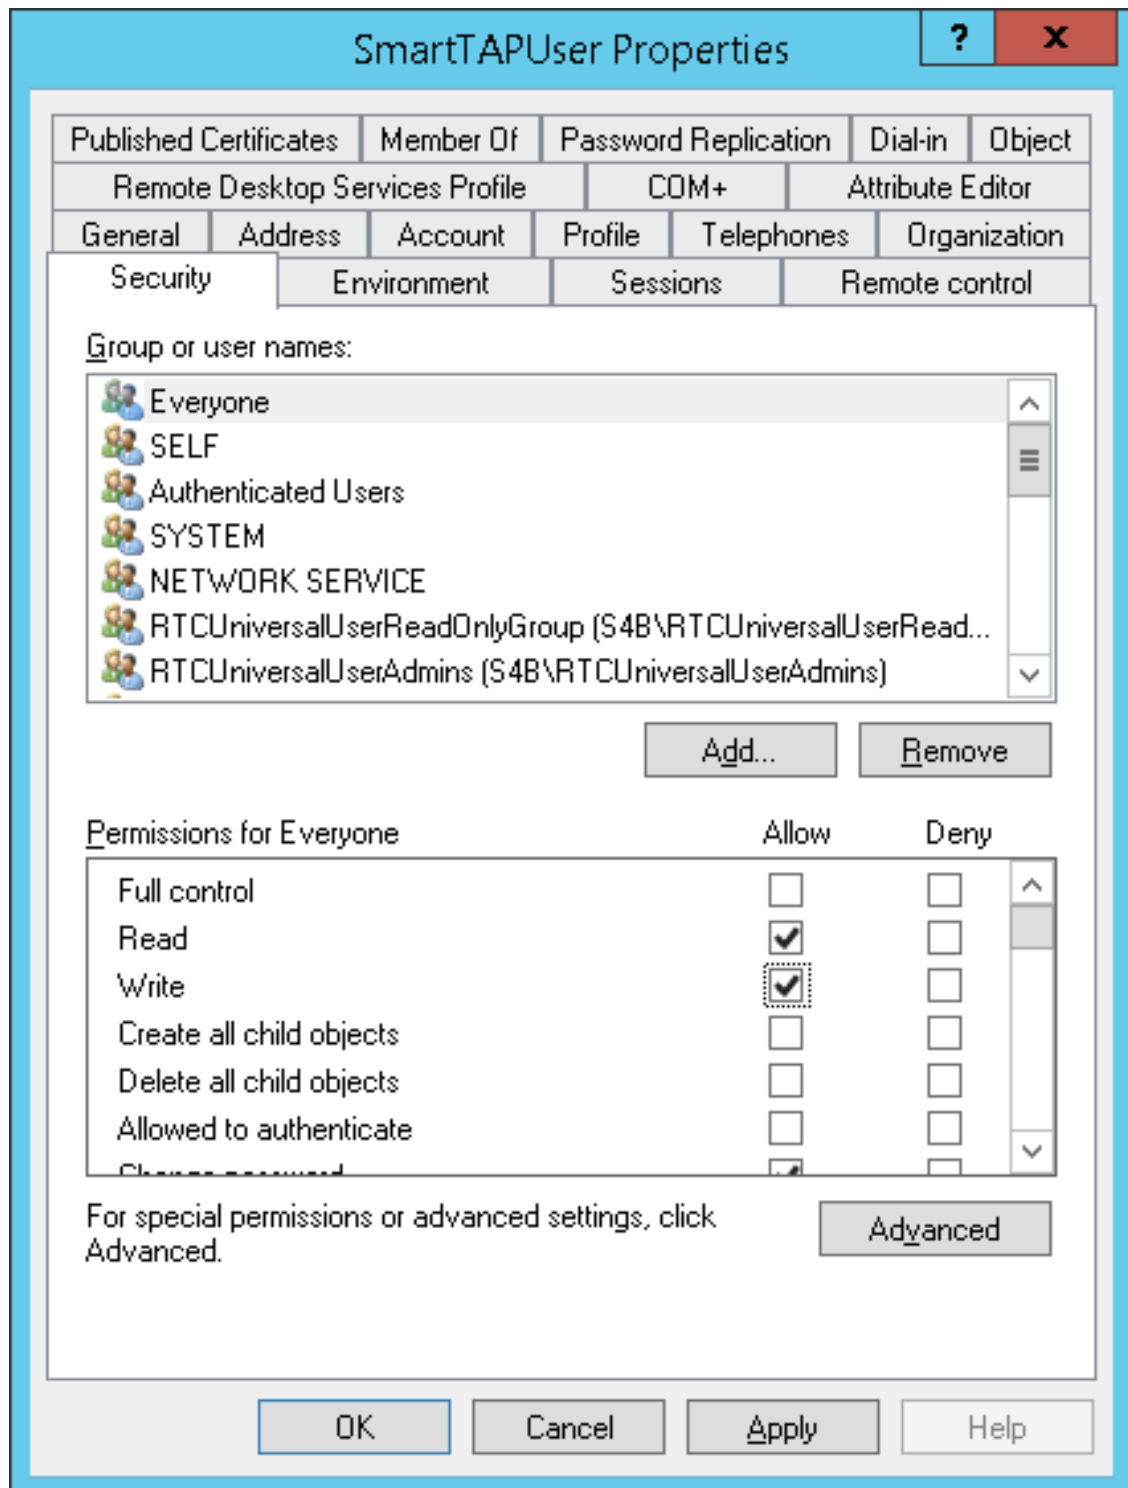 SmartTAPUser Properties
?
x
Published Certificates Member Of Password Replication Dial-in Object
Remote Desktop Services Profile COM+ Attribute Editor
General Address Account Profile Telephones Organization
Security Environment Sessions Remote control
Group or user names:
Everyone
SELF
Authenticated Users
SYSTEM
NETWORK SERVICE
RTCUniversalUserReadOnlyGroup (S4B\RTCUniversalUserRead...
RTCUniversalUserAdmins (S4B\RTCUniversalUserAdmins)
Add... Remove
Permissions for Everyone Allow Deny
Full control
Read
Write
Create all child objects
Delete all child objects
Allowed to authenticate
Change password
For special permissions or advanced settings, click
Advanced.
Advanced
OK Cancel Apply Help